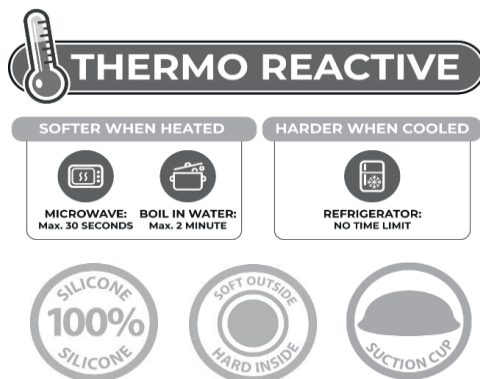 THERMO REACTIVE
SOFTER WHEN HEATED
HARDER WHEN COOLED
MICROWAVE:
Max. 30 SECONDS
BOIL IN WATER:
Max. 2 MINUTE
REFRIGERATOR:
NO TIME LIMIT
SILICONE
100%
SILICONE
SOFT OUTSIDE
HARD INSIDE
SUCTION CUP